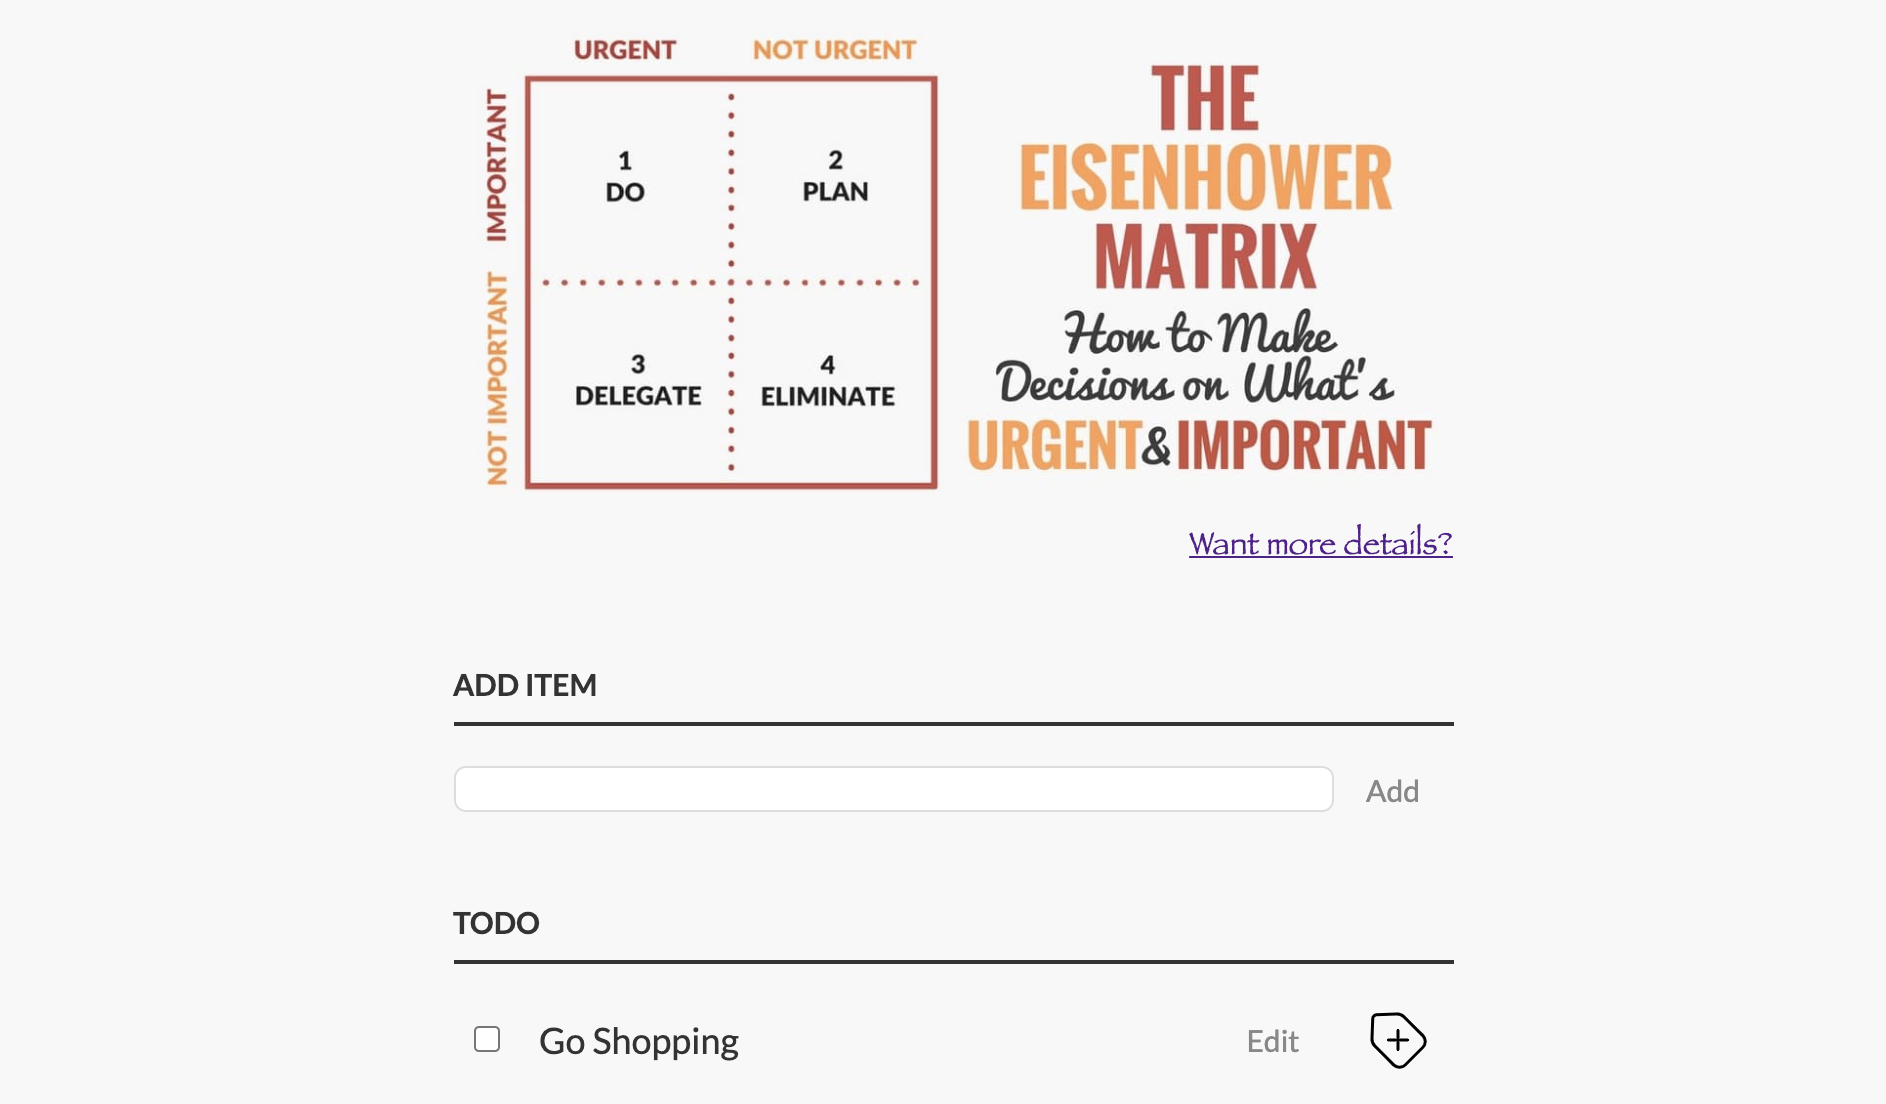 URGENT
NOT URGENT
IMPORTANT
1
DO
2
PLAN
NOT IMPORTANT
3
DELEGATE
4
ELIMINATE
THE
EISENHOWER
MATRIX
How to Make
Decisions on What's
URGENT&IMPORTANT
Want more details?
ADD ITEM
Add
TODO
Go Shopping
Edit